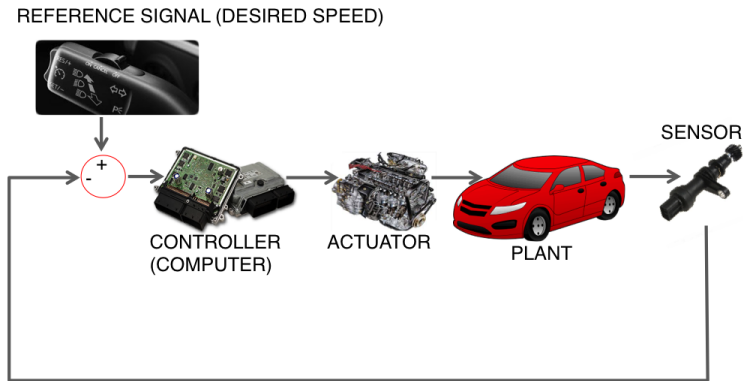 REFERENCE SIGNAL (DESIRED SPEED)
+
-
SENSOR
CONTROLLER
(COMPUTER)
ACTUATOR
PLANT